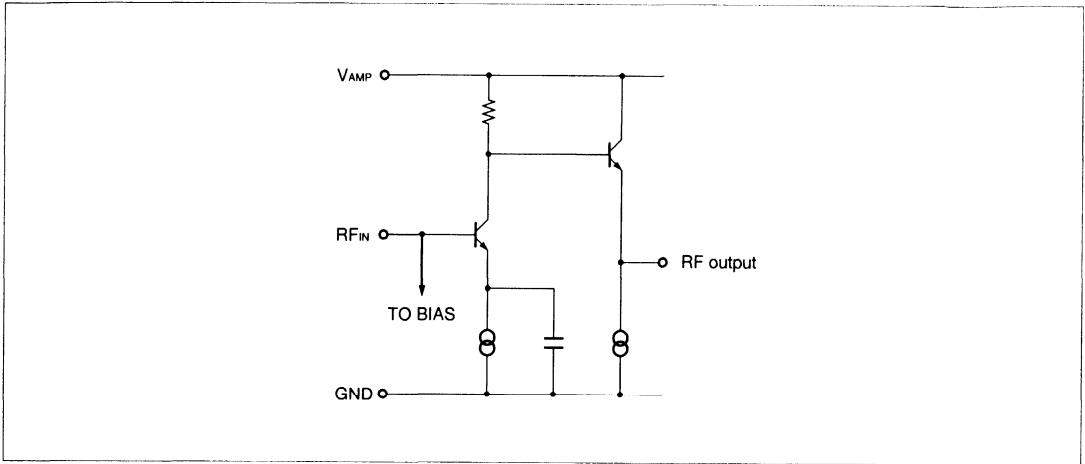 VAMP
RFIN
RF output
TO BIAS
GND